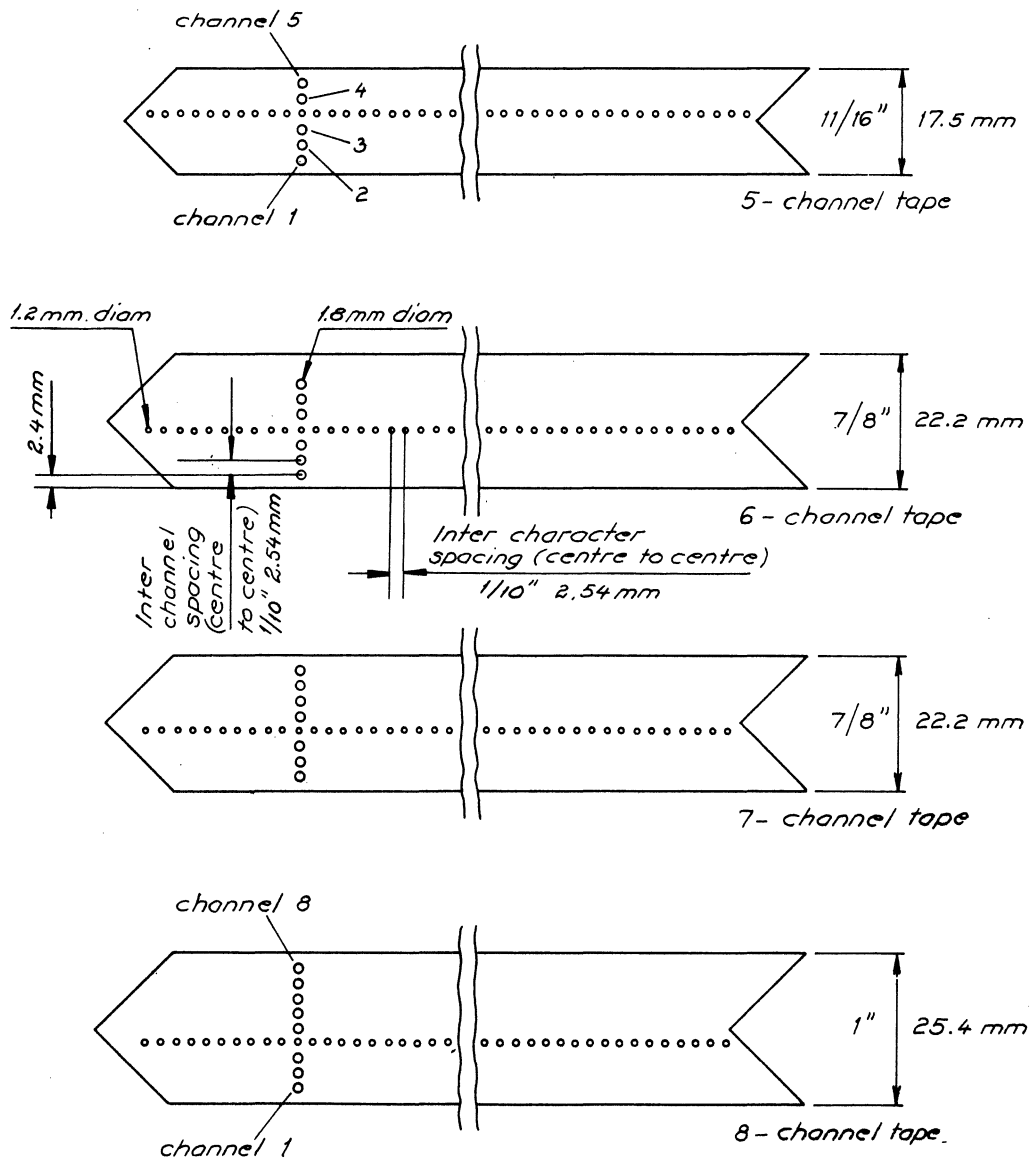 channel 5
4
3
2
channel 1
11/16" 17.5 mm
5- channel tape
1.2 mm. diam
1.8 mm diam
2.4 mm
7/8" 22.2 mm
6 - channel tape
Inter
channel
spacing
(centre
to centre)
1/10" 2.54 mm
Inter character
spacing (centre to centre)
1/10" 2,54 mm
7/8" 22.2 mm
7- channel tape
channel 8
1" 25.4 mm
channel 1
8 - channel tape.